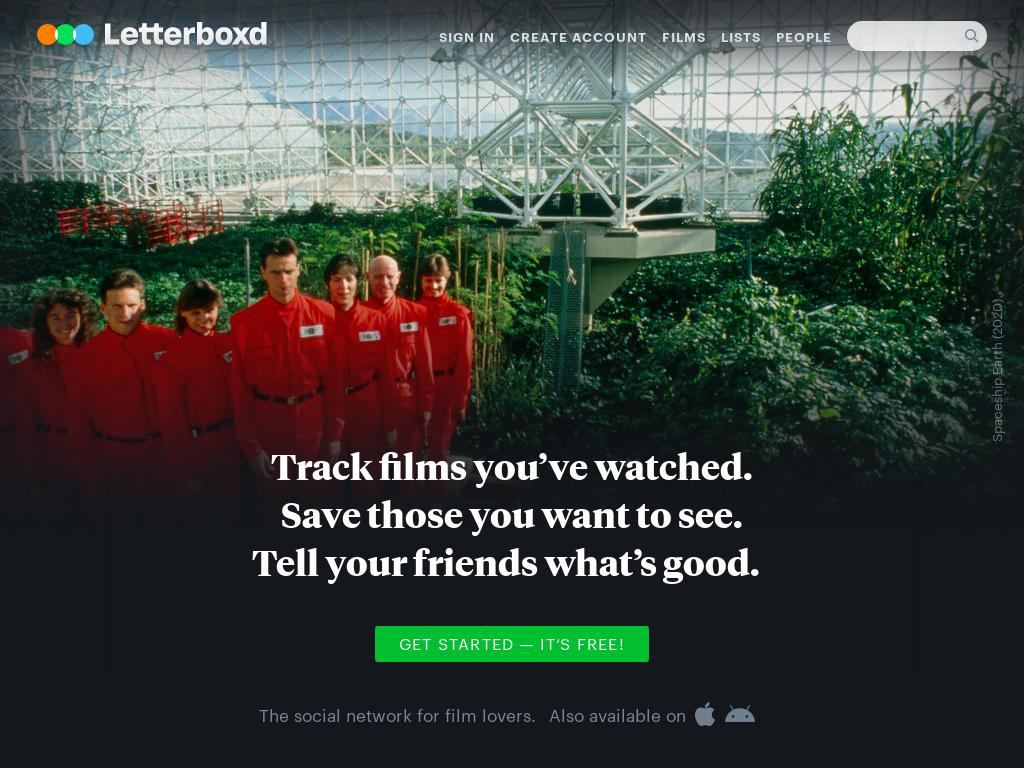 Letterboxd
SIGN IN CREATE ACCOUNT FILMS LISTS PEOPLE
Spaceship Earth (2020)
Track films you’ve watched.
Save those you want to see.
Tell your friends what’s good.
GET STARTED — IT’S FREE!
The social network for film lovers. Also available on